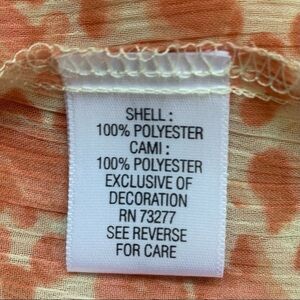 SHELL :
100% POLYESTER
CAMI :
100% POLYESTER
EXCLUSIVE OF
DECORATION
RN 73277
SEE REVERSE
FOR CARE